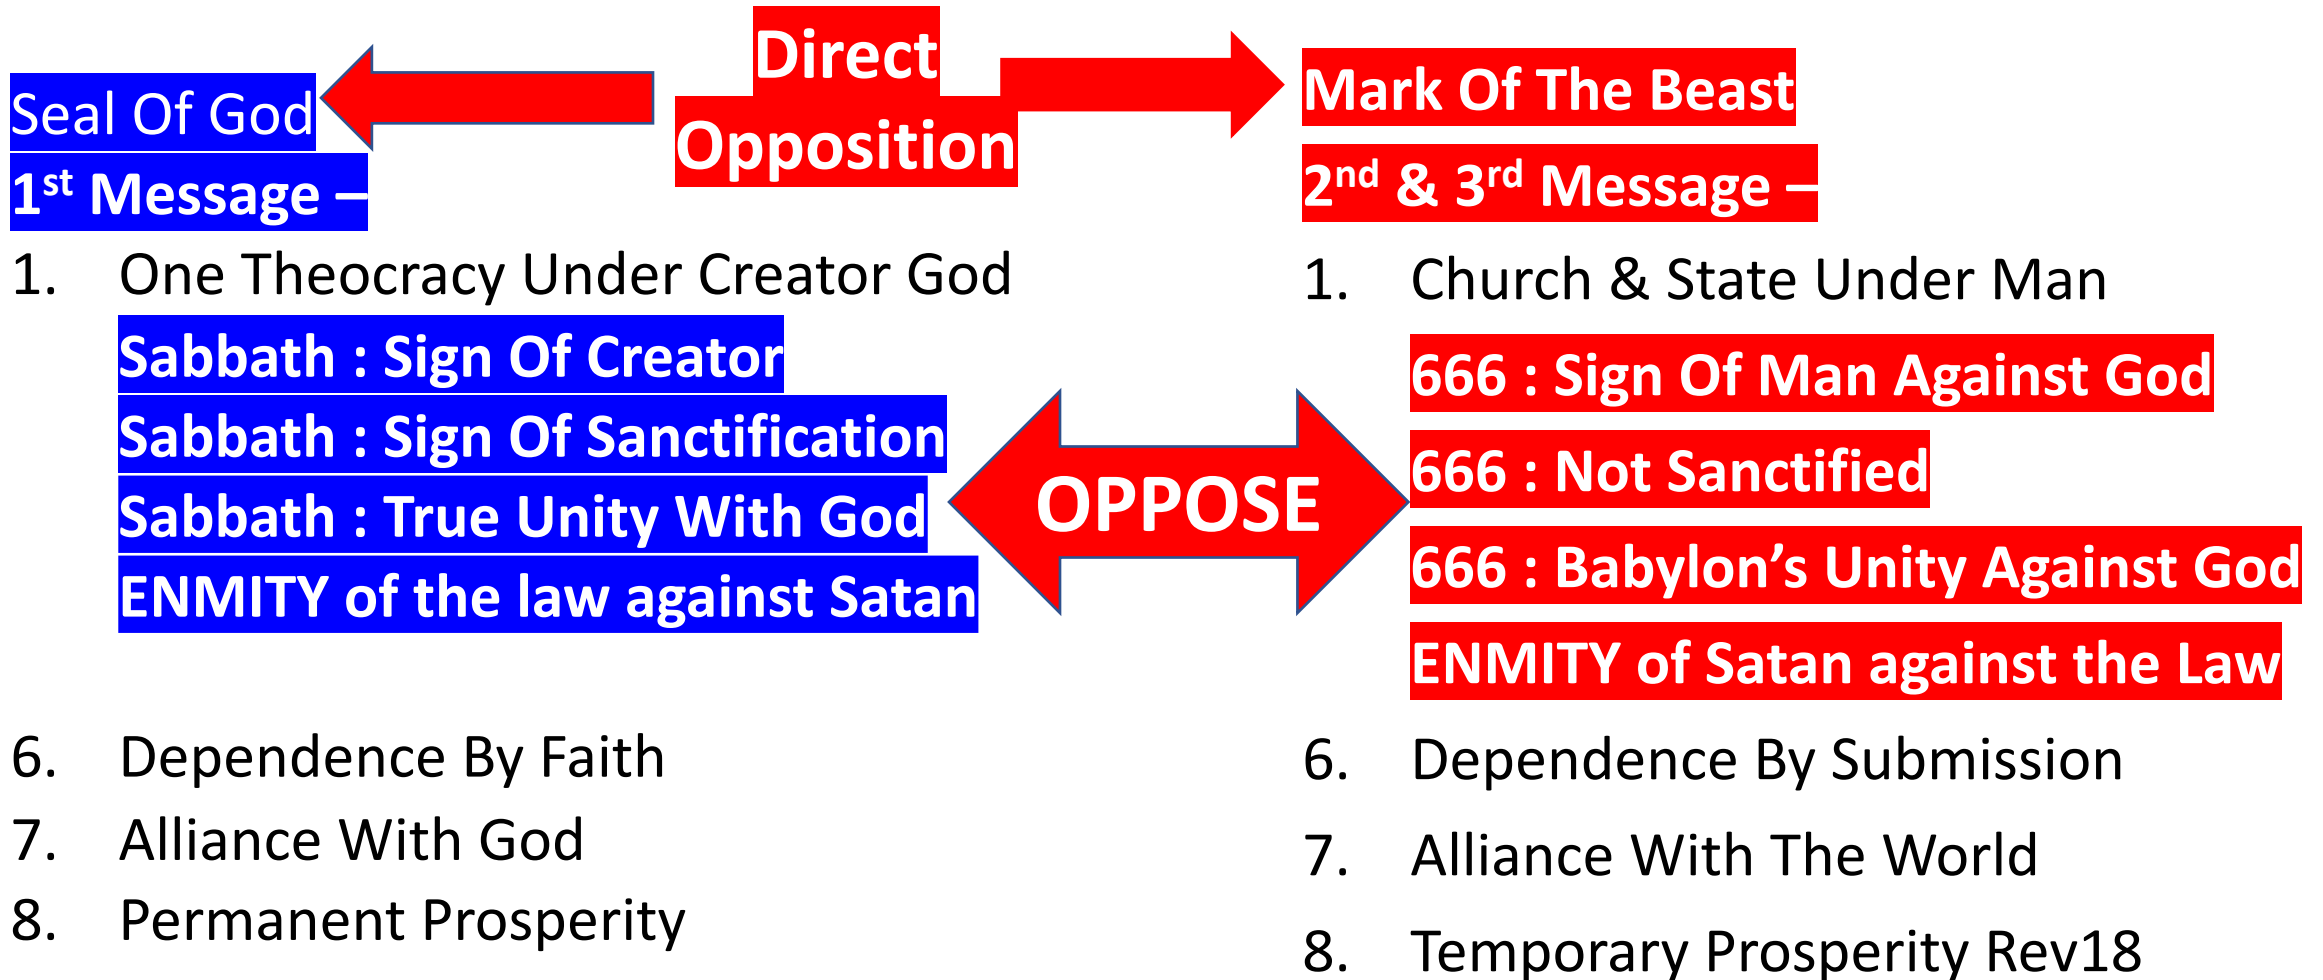 Direct
Opposition
Seal Of God
1st Message –
1. One Theocracy Under Creator God
Sabbath : Sign Of Creator
Sabbath : Sign Of Sanctification
Sabbath : True Unity With God
ENMITY of the law against Satan
6. Dependence By Faith
7. Alliance With God
8. Permanent Prosperity
OPPOSE
Mark Of The Beast
2nd & 3rd Message –
1. Church & State Under Man
666 : Sign Of Man Against God
666 : Not Sanctified
666 : Babylon’s Unity Against God
ENMITY of Satan against the Law
6. Dependence By Submission
7. Alliance With The World
8. Temporary Prosperity Rev18